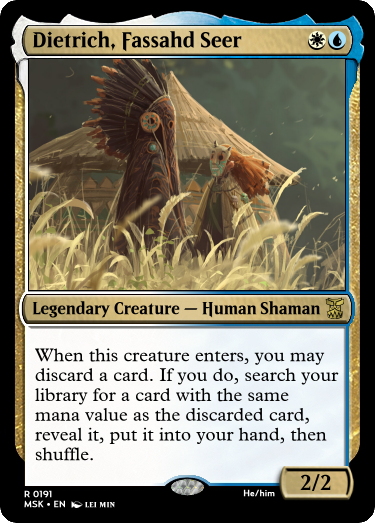 Dietrich, Fassahd Seer
Legendary Creature — Human Shaman
When this creature enters, you may
discard a card. If you do, search your
library for a card with the same
mana value as the discarded card,
reveal it, put it into your hand, then
shuffle.
2/2
R 0191
MSK • EN LEI MIN
He/him